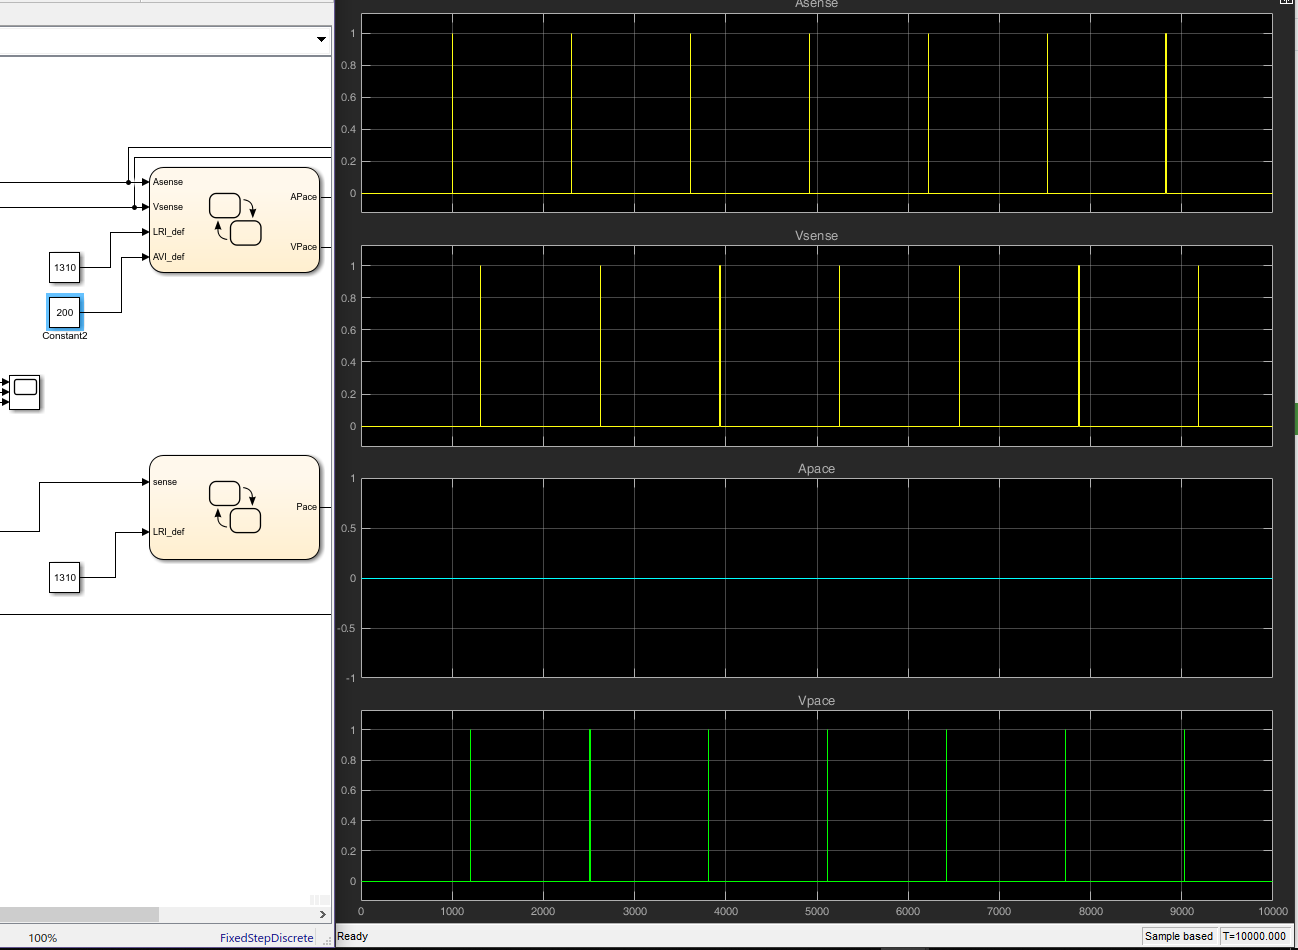 Asense
Vsense
LRI_def
AVI_def
APace
VPace
1310
200
Constant2
sense
LRI_def
Pace
1310
100%
FixedStepDiscrete
Asense
1
0.8
0.6
0.4
0.2
0
Vsense
1
0.8
0.6
0.4
0.2
0
Apace
1
0.5
0
-0.5
-1
Vpace
1
0.8
0.6
0.4
0.2
0
0 1000 2000 3000 4000 5000 6000 7000 8000 9000 10000
Ready
Sample based T=10000.000